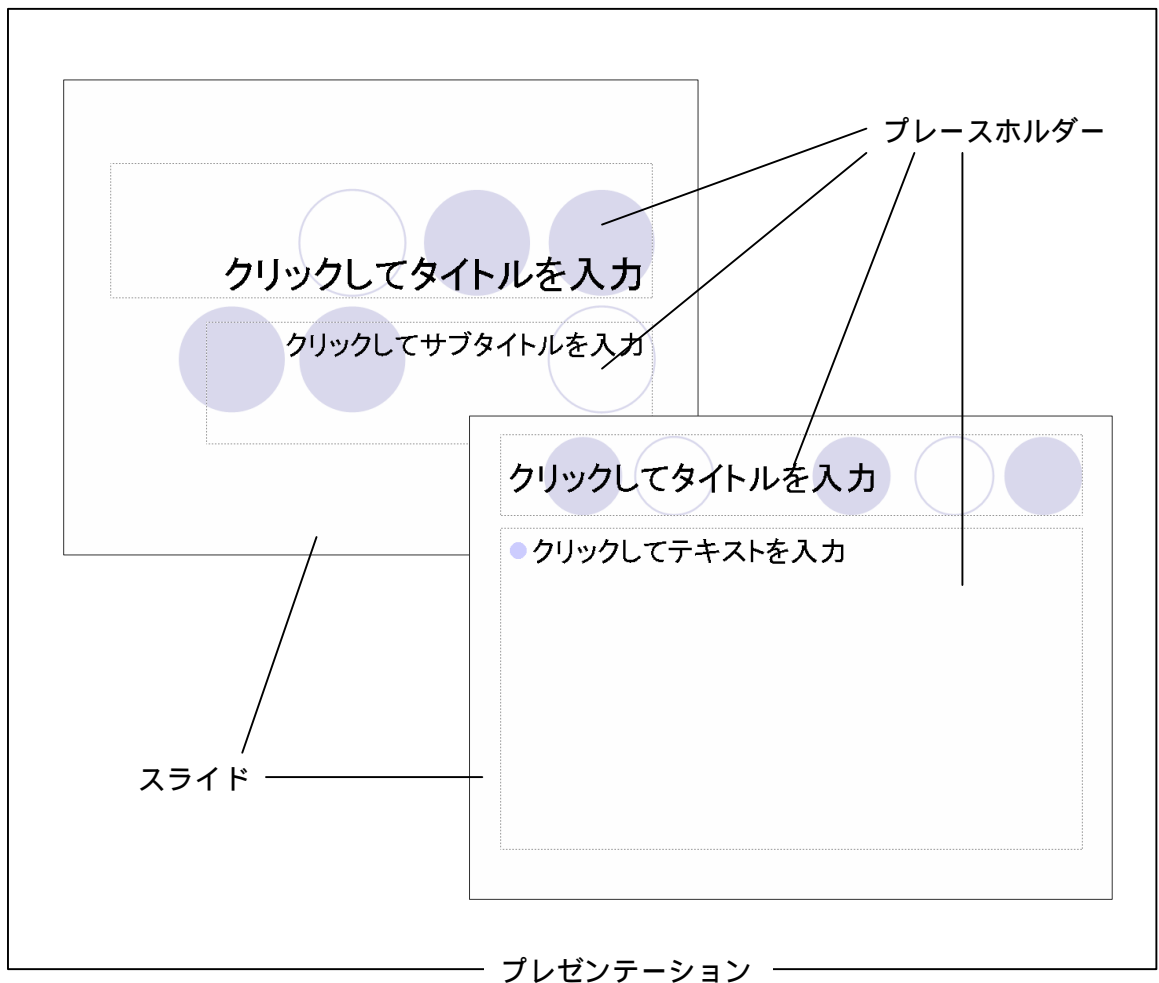 プレースホルダー
クリックしてタイトルを入力
クリックしてサブタイトルを入力
クリックしてタイトルを入力
クリックしてテキストを入力
スライド
プレゼンテーション